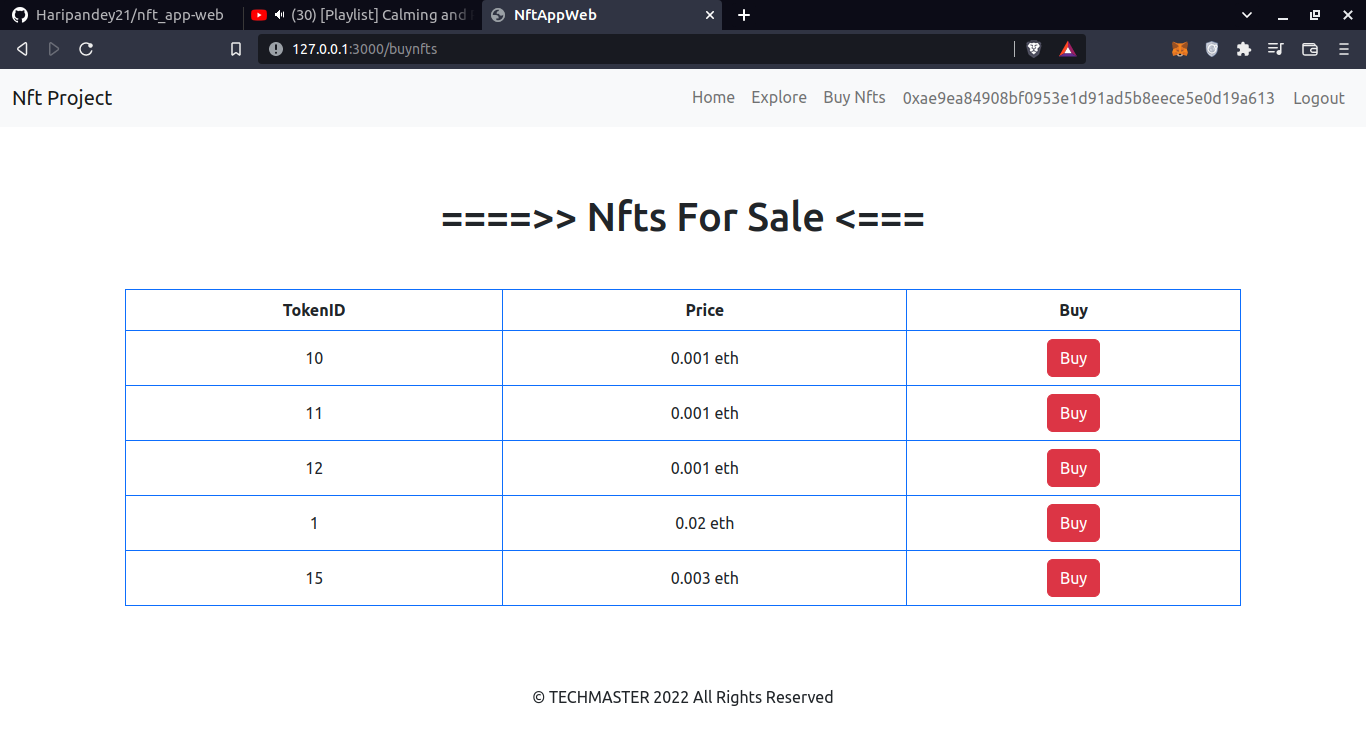 Haripandey21/nft_app-web (30) [Playlist] Calming and NftAppWeb
127.0.0.1:3000/buynfts
Nft Project Home Explore Buy Nfts 0xae9ea84908bf0953e1d91ad5b8eece5e0d19a613 Logout
====>> Nfts For Sale <===
TokenID Price Buy
10 0.001 eth Buy
11 0.001 eth Buy
12 0.001 eth Buy
1 0.02 eth Buy
15 0.003 eth Buy
© TECHMASTER 2022 All Rights Reserved